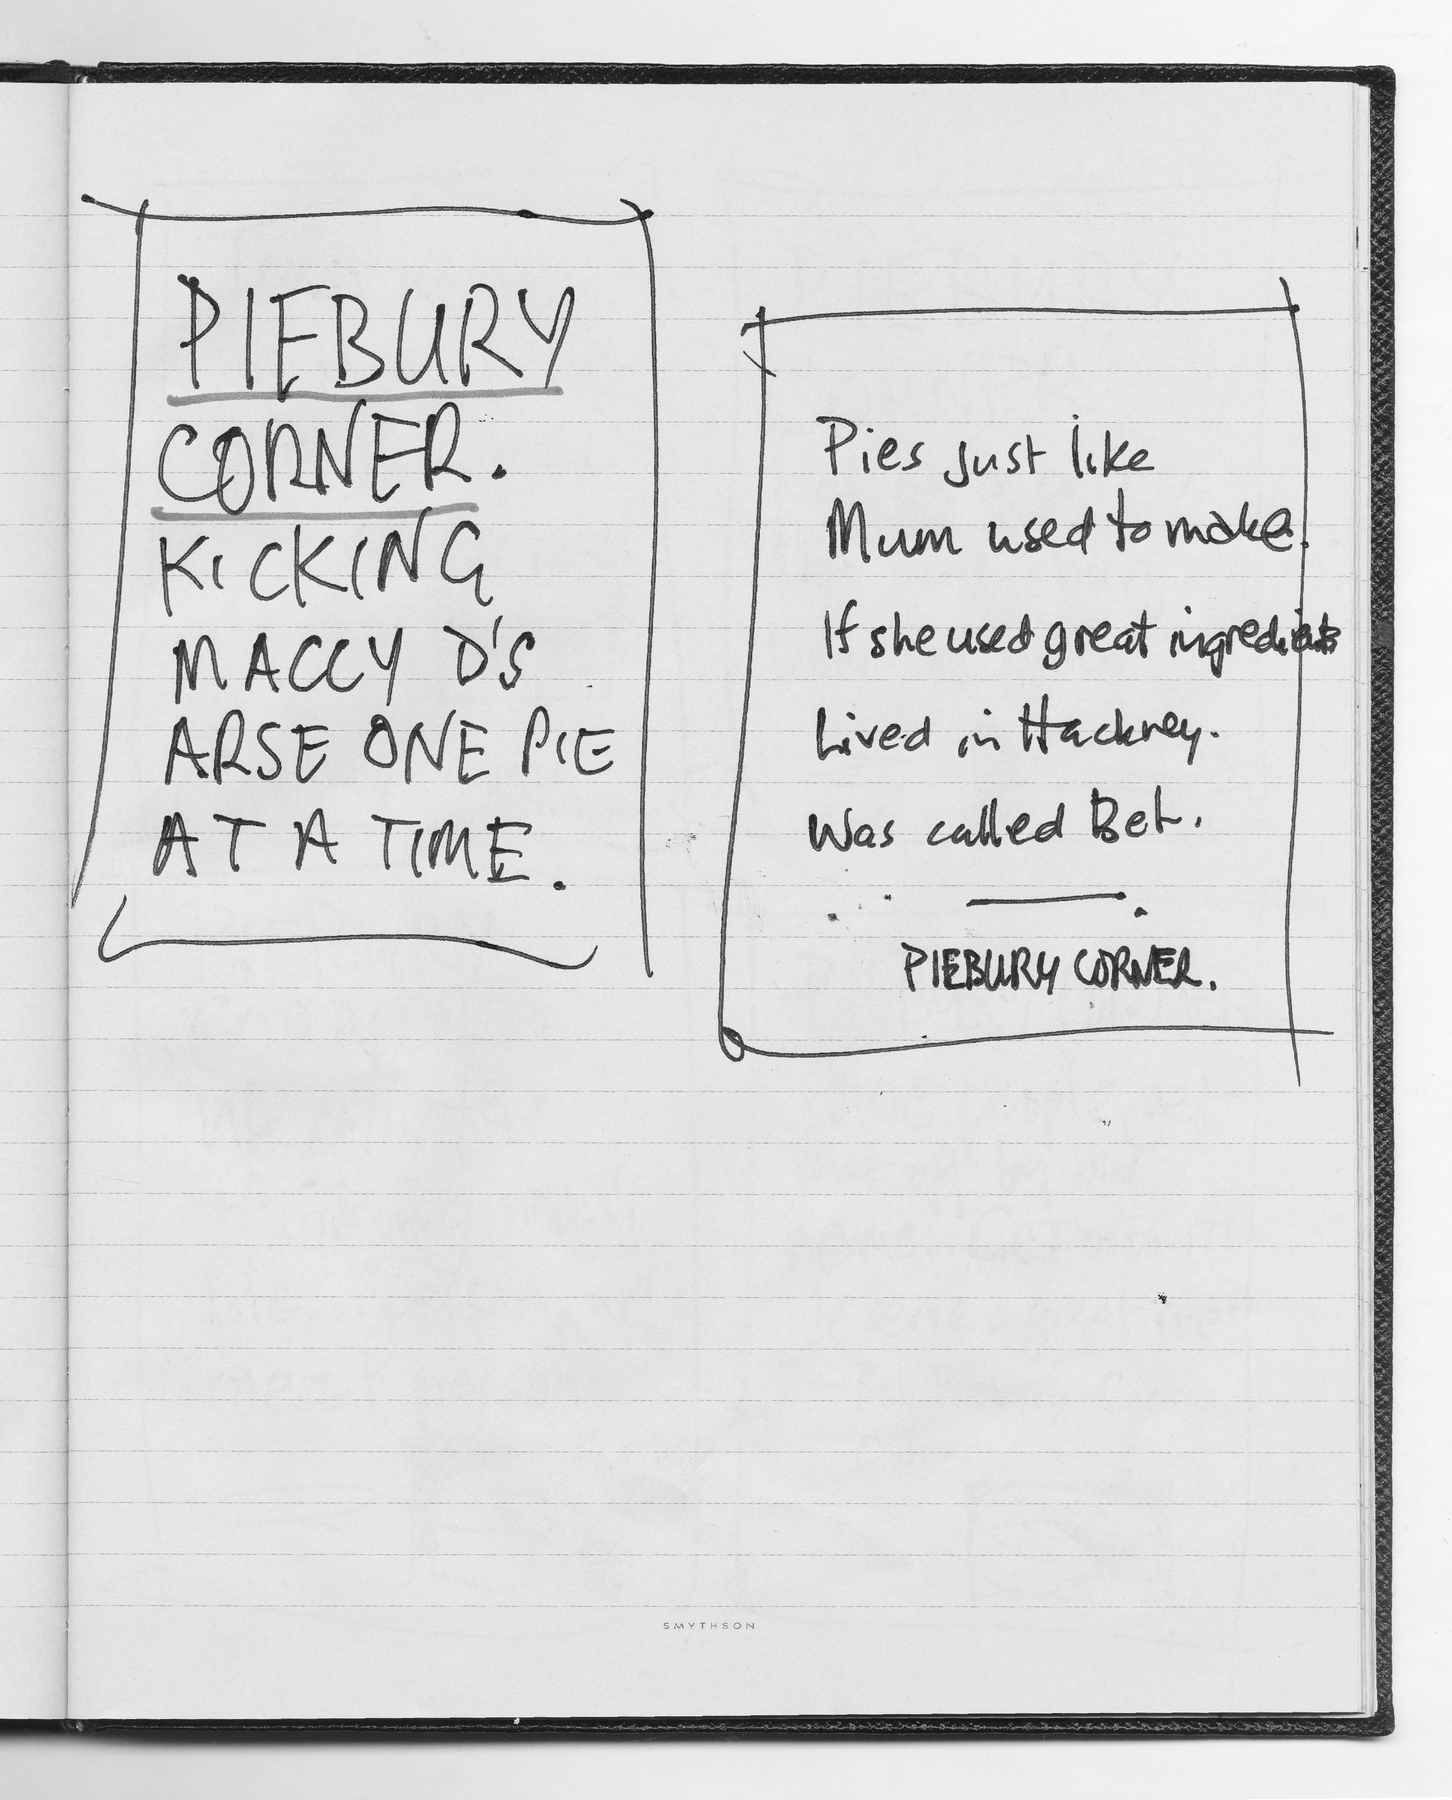 PIEBURY
CORNER.
KICKING
MACCY D'S
ARSE ONE PIE
AT A TIME.
Pies just like
Mum used to make.
If she used great ingredients
Lived in Hackney.
Was called Bet.
PIEBURY CORNER.
SMYTHSON